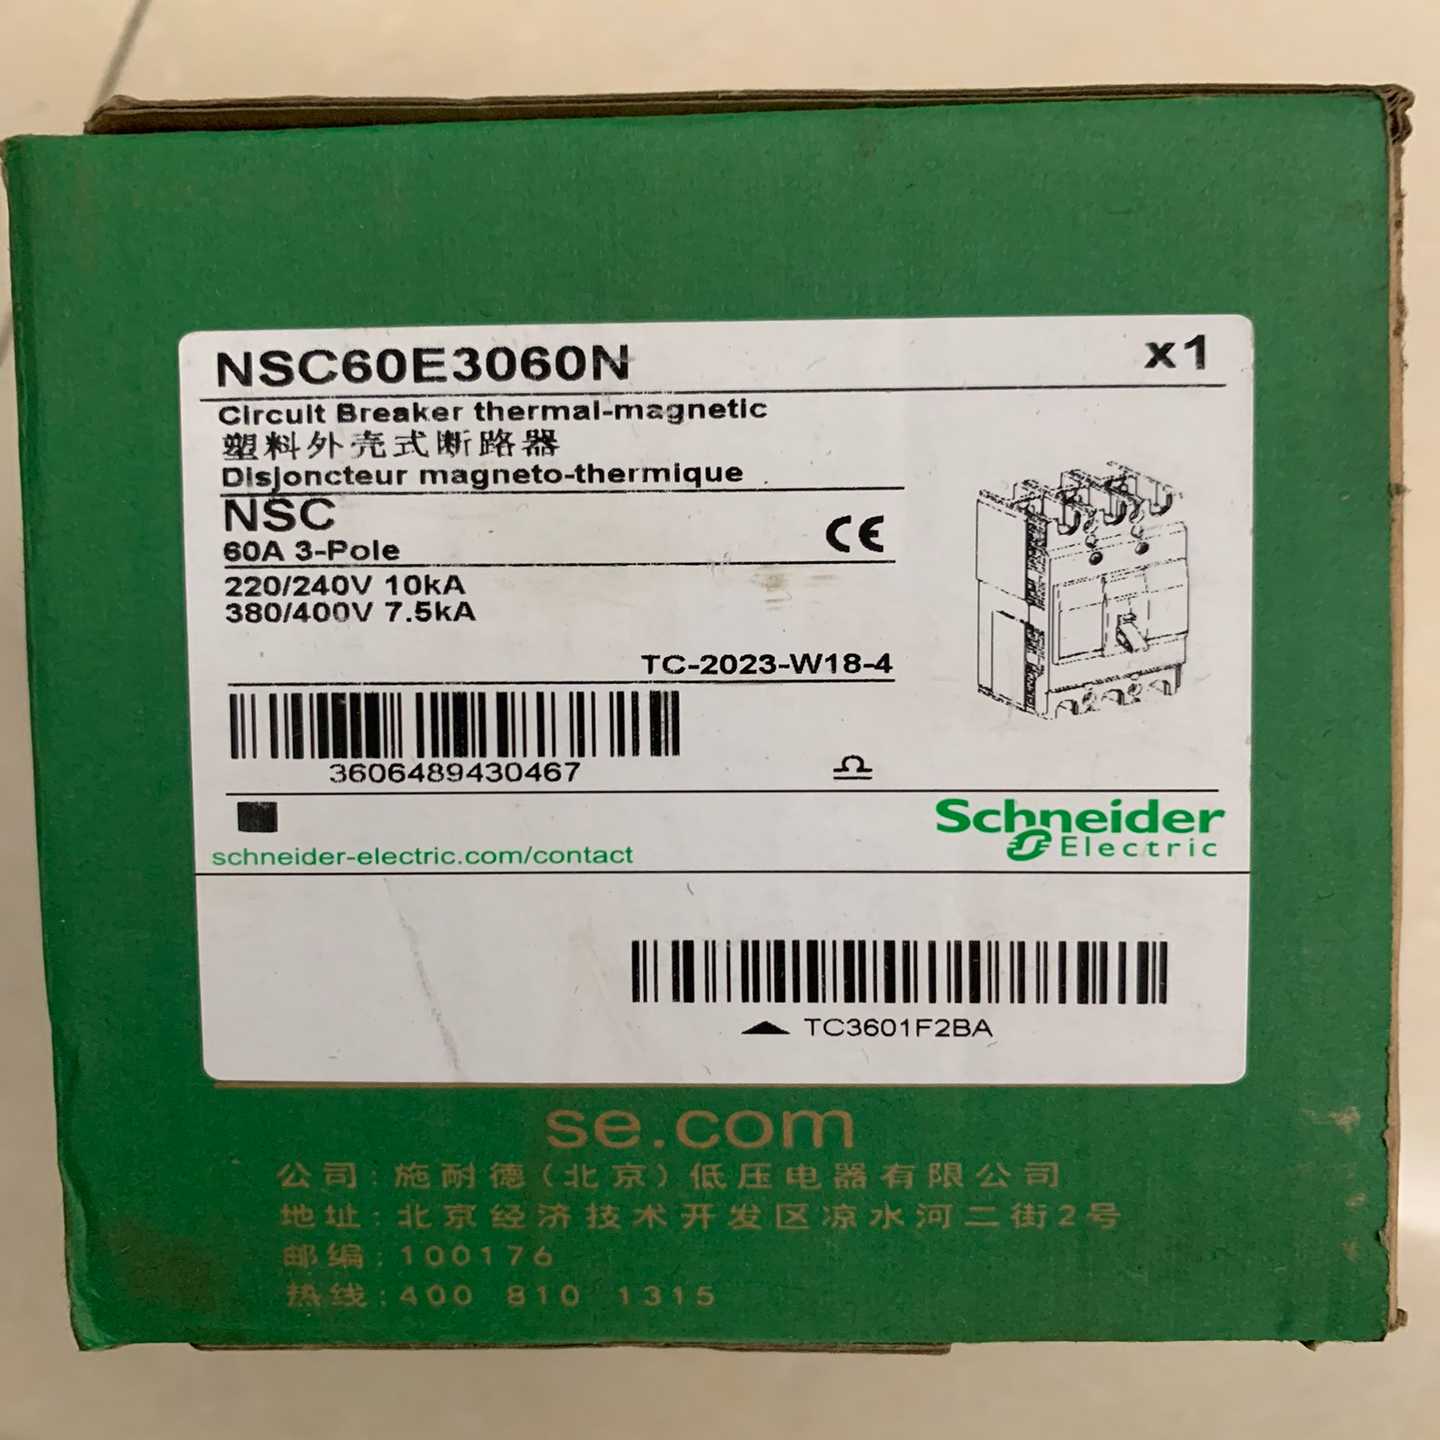 NSC60E3060N
x1
Circuit Breaker thermal-magnetic
塑料外壳式断路器
Disjoncteur magneto-thermique
NSC
60A 3-Pole
CE
220/240V 10kA
380/400V 7.5kA
TC-2023-W18-4
3606489430467
Schneider
Electric
schneider-electric.com/contact
TC3601F2BA
se.com
公司:施耐德(北京)低压电器有限公司
地址:北京经济技术开发区凉水河二街2号
邮编:100176
热线:400 810 1315